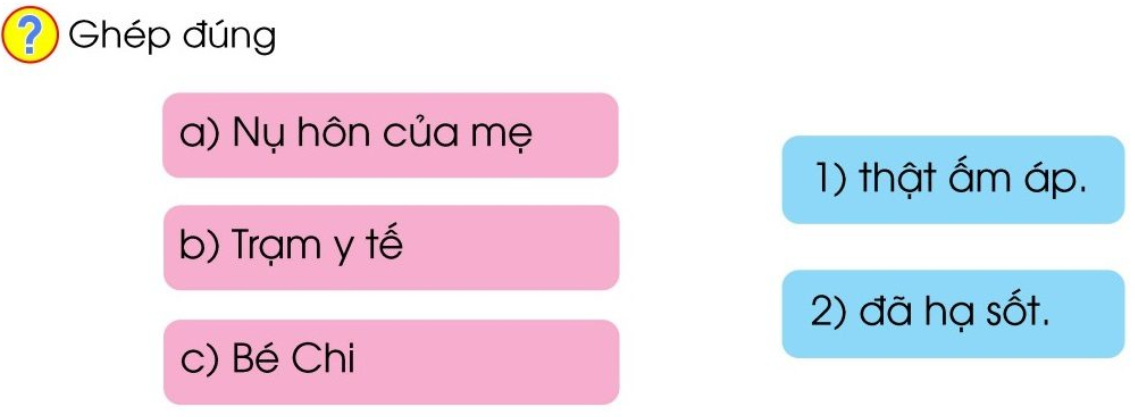 ? Ghép đúng
a) Nụ hôn của mẹ
1) thật ấm áp.
b) Trạm y tế
2) đã hạ sốt.
c) Bé Chi